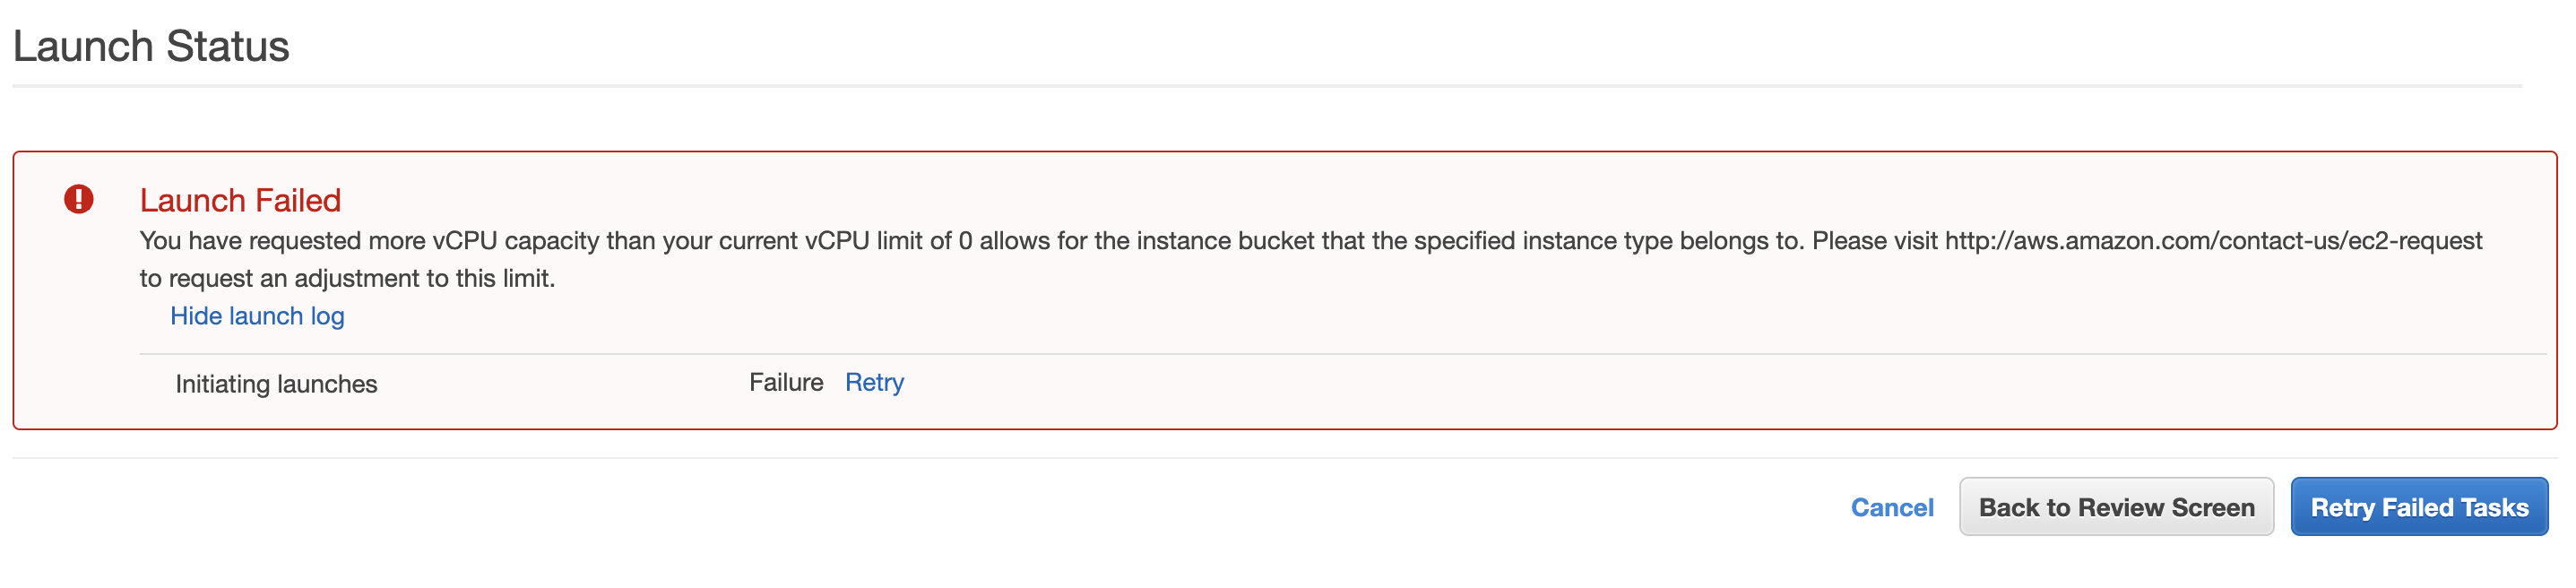 Launch Status
Launch Failed
You have requested more vCPU capacity than your current vCPU limit of 0 allows for the instance bucket that the specified instance type belongs to. Please visit http://aws.amazon.com/contact-us/ec2-request
to request an adjustment to this limit.
Hide launch log
Initiating launches Failure Retry
Cancel Back to Review Screen Retry Failed Tasks